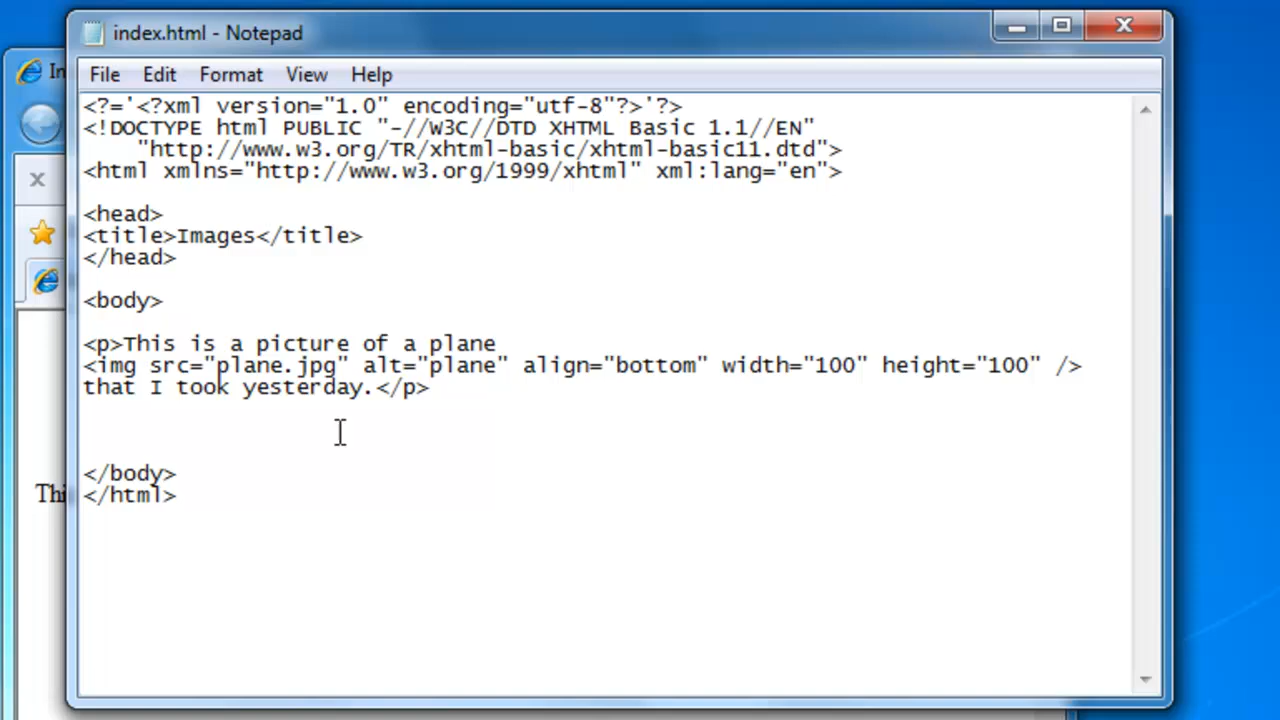 index.html - Notepad
In
File Edit Format View Help
<?='<?xml version="1.0" encoding="utf-8"?>'?>
<!DOCTYPE html PUBLIC "-//W3C//DTD XHTML Basic 1.1//EN"
"http://www.w3.org/TR/xhtml-basic/xhtml-basic11.dtd">
<html xmlns="http://www.w3.org/1999/xhtml" xml:lang="en">
<head>
<title>Images</title>
</head>
<body>
<p>This is a picture of a plane
<img src="plane.jpg" alt="plane" align="bottom" width="100" height="100" />
that I took yesterday.</p>
</body>
Thi
</html>